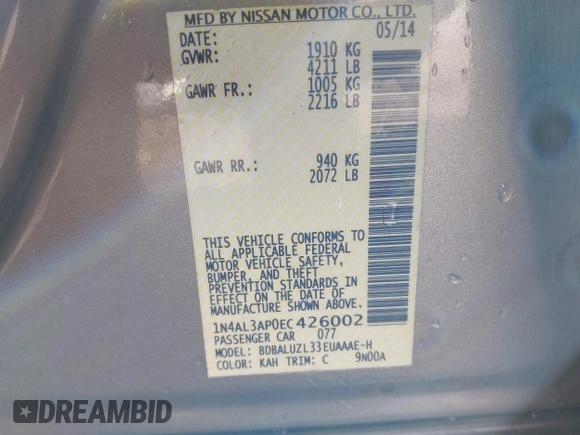 MFD BY NISSAN MOTOR CO., LTD.
DATE: 05/14
GVWR: 1910 KG
4211 LB
GAWR FR.: 1005 KG
2216 LB
GAWR RR.: 940 KG
2072 LB
THIS VEHICLE CONFORMS TO
ALL APPLICABLE FEDERAL
MOTOR VEHICLE SAFETY,
BUMPER, AND THEFT
PREVENTION STANDARDS IN
EFFECT ON THE DATE OF
MANUFACTURE SHOWN ABOVE.
1N4AL3AP0EC426002
PASSENGER CAR 077
MODEL: BDBALUZL33EUAAAE-H
COLOR: KAH TRIM: C 9N00A
DREAMBID